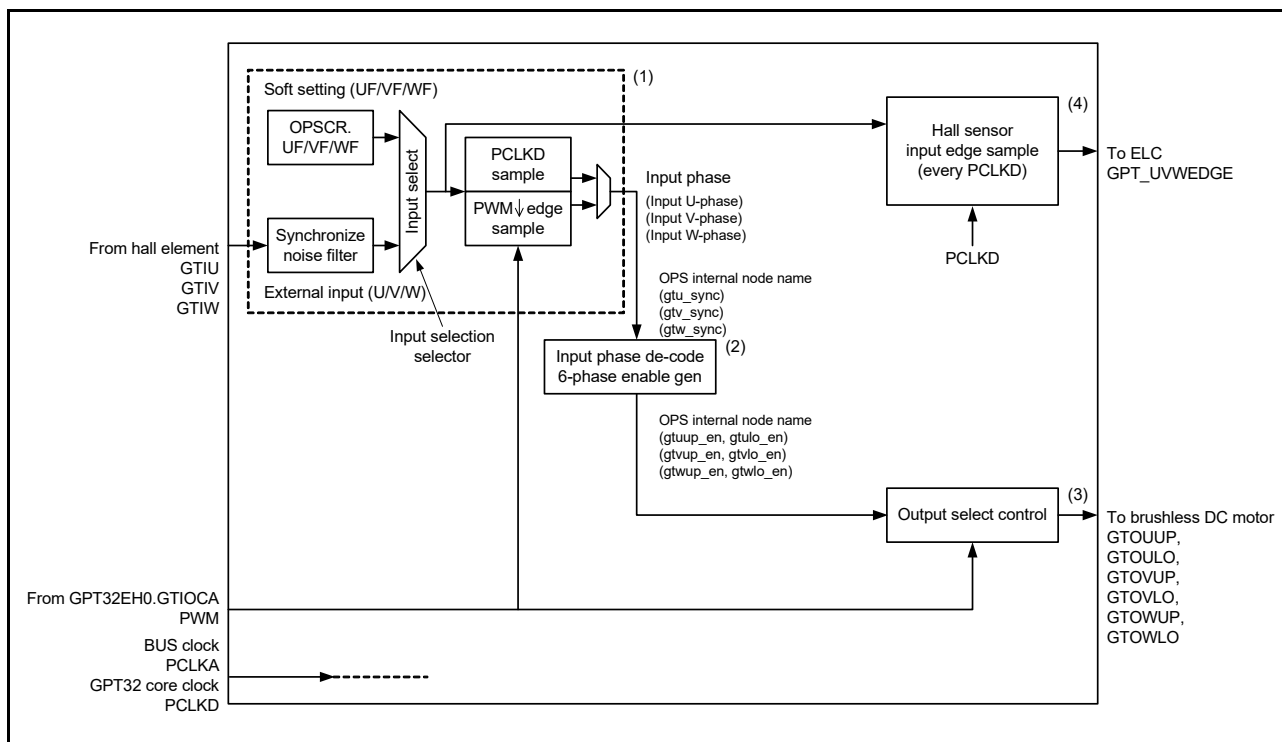 (1)
Soft setting (UF/VF/WF)
OPSCR.
UF/VF/WF
Input select
PCLKD
sample
PWM↓edge
sample
Synchronize
noise filter
External input (U/V/W)
From hall element
GTIU
GTIV
GTIW
Input selection
selector
Input phase
(Input U-phase)
(Input V-phase)
(Input W-phase)
(4)
Hall sensor
input edge sample
(every PCLKD)
PCLKD
To ELC
GPT_UVWEDGE
OPS internal node name
(gtu_sync)
(gtv_sync)
(gtw_sync)
(2)
Input phase de-code
6-phase enable gen
OPS internal node name
(gtuup_en, gtulo_en)
(gtvup_en, gtvlo_en)
(gtwup_en, gtwlo_en)
(3)
Output select control
To brushless DC motor
GTOUUP,
GTOULO,
GTOVUP,
GTOVLO,
GTOWUP,
GTOWLO
From GPT32EH0.GTIOCA
PWM
BUS clock
PCLKA
GPT32 core clock
PCLKD